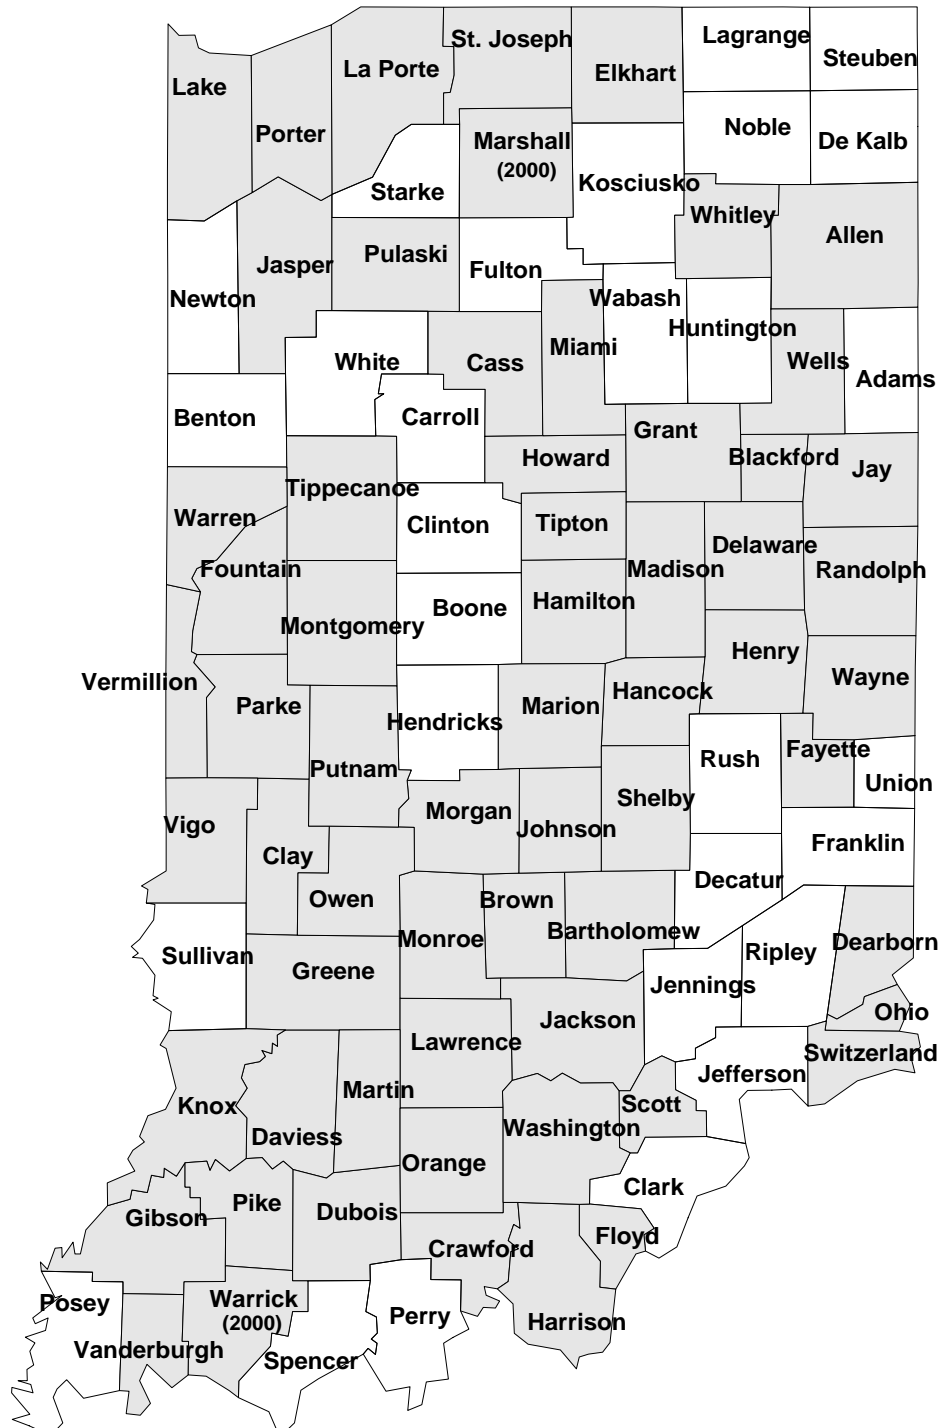 Lagrange
St. Joseph
Steuben
La Porte
Elkhart
Lake
Noble
Porter
Marshall
(2000)
De Kalb
Starke
Kosciusko
Whitley
Allen
Pulaski
Jasper
Fulton
Newton
Wabash
Huntington
Miami
White
Cass
Wells
Adams
Benton
Carroll
Grant
Howard
Blackford
Jay
Tippecanoe
Warren
Clinton
Tipton
Delaware
Fountain
Madison
Randolph
Hamilton
Boone
Montgomery
Henry
Vermillion
Wayne
Hancock
Parke
Marion
Hendricks
Fayette
Rush
Putnam
Union
Shelby
Morgan
Vigo
Johnson
Franklin
Clay
Decatur
Owen
Brown
Bartholomew
Monroe
Dearborn
Ripley
Sullivan
Greene
Jennings
Ohio
Jackson
Lawrence
Switzerland
Jefferson
Martin
Knox
Scott
Washington
Daviess
Orange
Clark
Pike
Dubois
Gibson
Floyd
Crawford
Warrick
(2000)
Posey
Perry
Harrison
Vanderburgh
Spencer